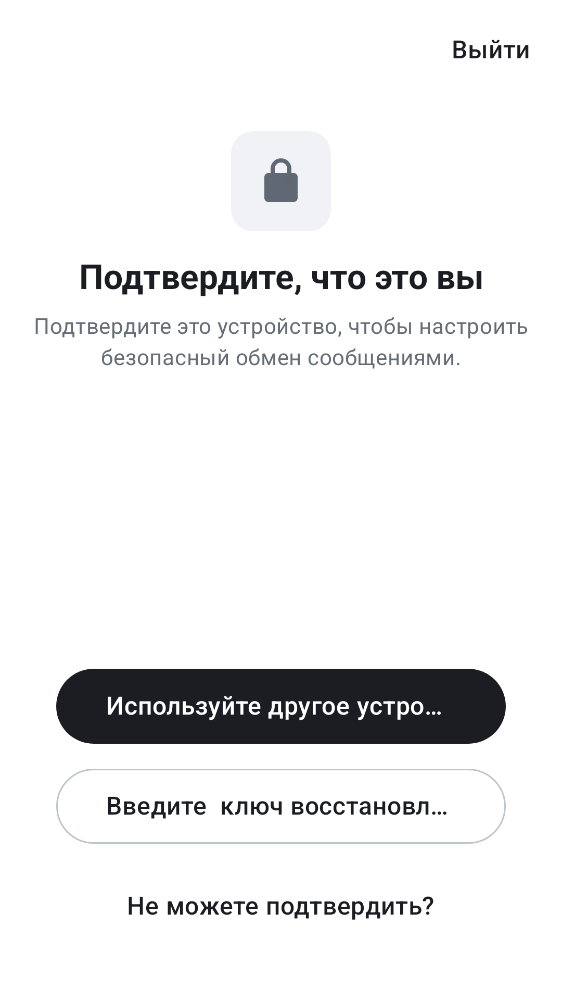 Выйти
Подтвердите, что это вы
Подтвердите это устройство, чтобы настроить
безопасный обмен сообщениями.
Используйте другое устро…
Введите  ключ восстановл…
Не можете подтвердить?